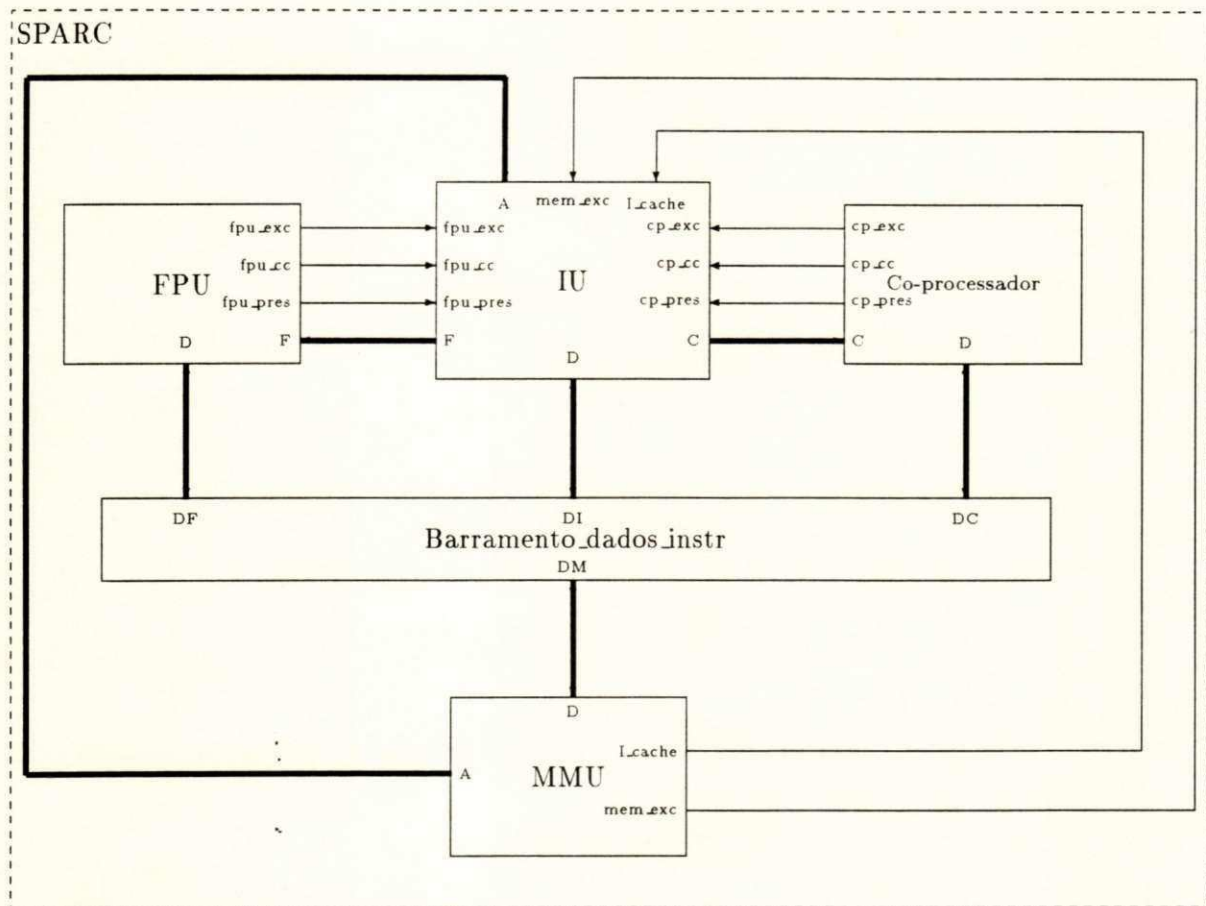 SPARC
A
mem_exc
I_cache
fpu_exc
fpu_exc
cp_exc
cp_exc
fpu_cc
fpu_cc
cp_cc
cp_cc
FPU
IU
Co-processador
fpu_pres
fpu_pres
cp_pres
cp_pres
D
F
F
D
C
C
D
DF
DI
DC
Barramento_dados_instr
DM
D
I_cache
A
MMU
mem_exc